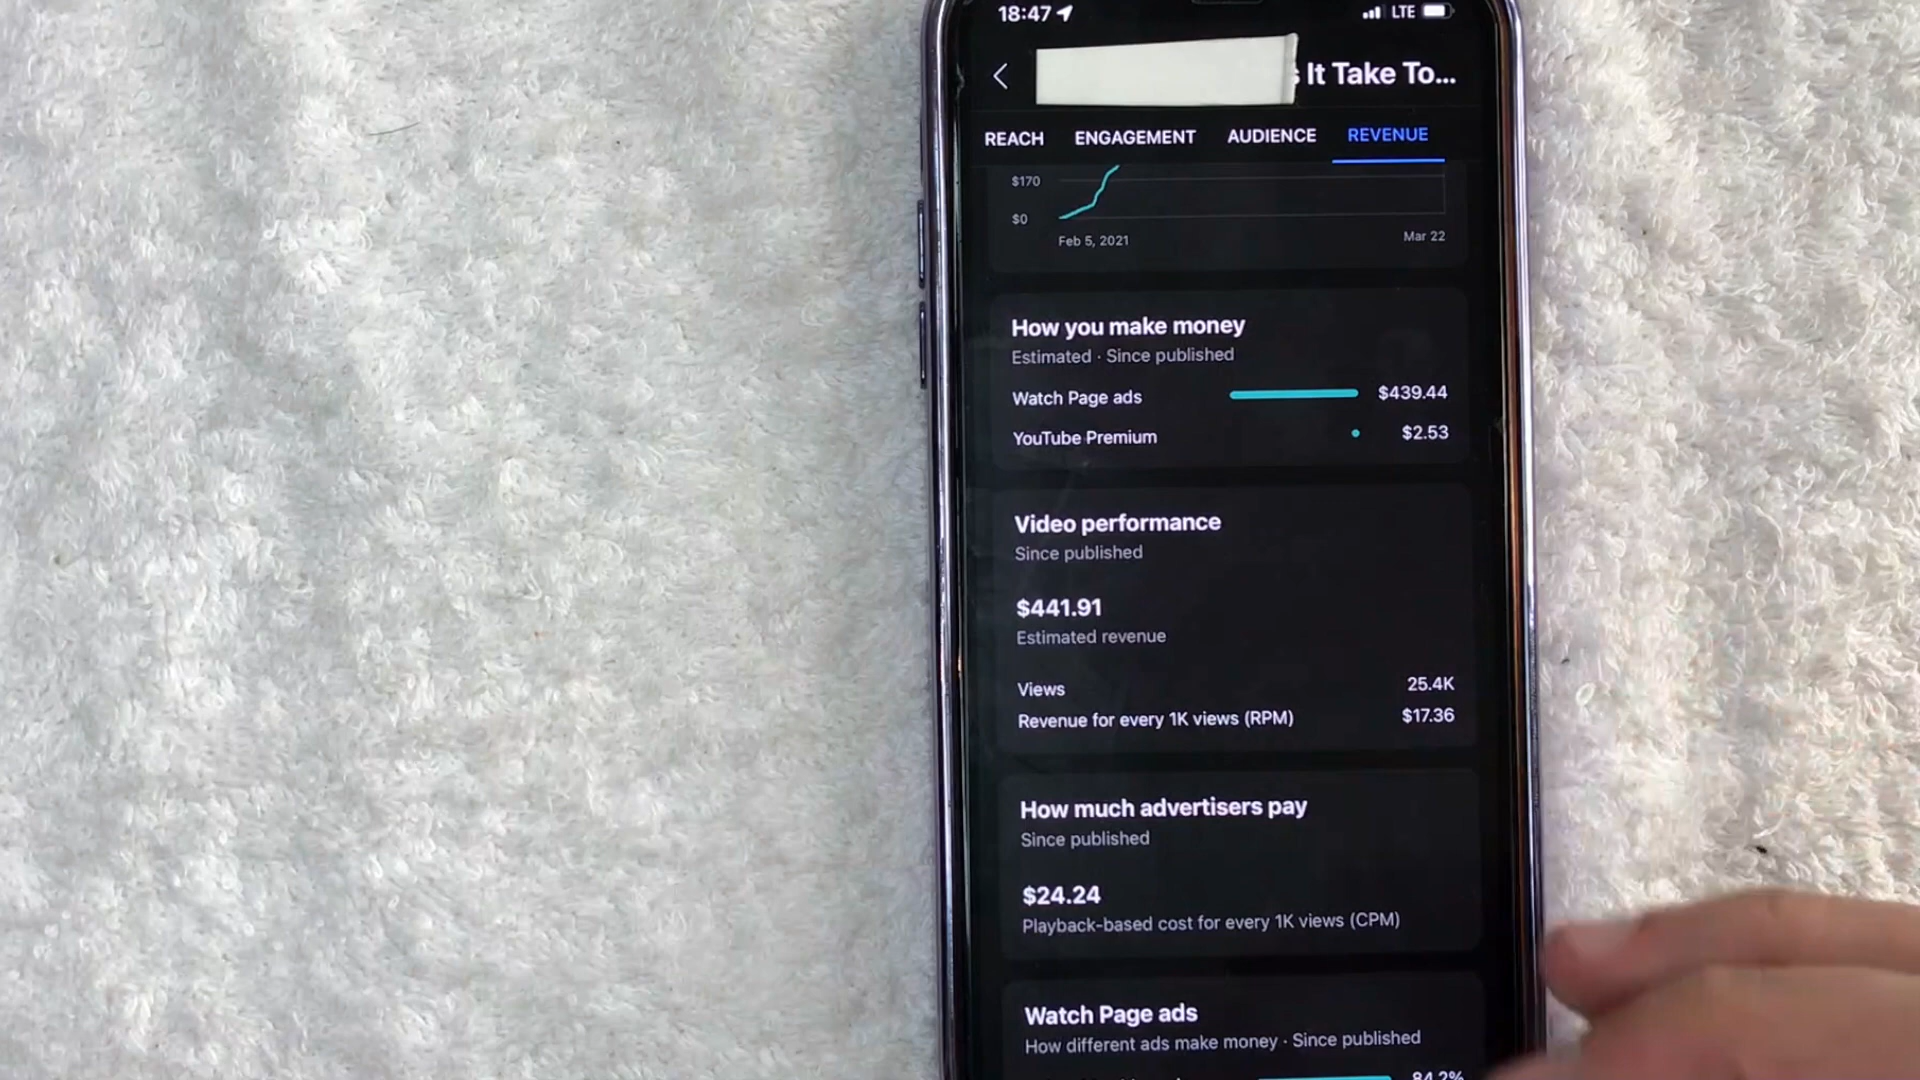 18:47 LTE
It Take To...
REACH ENGAGEMENT AUDIENCE REVENUE
$170
$0
Feb 5, 2021 Mar 22
How you make money
Estimated · Since published
Watch Page ads $439.44
YouTube Premium $2.53
Video performance
Since published
$441.91
Estimated revenue
Views 25.4K
Revenue for every 1K views (RPM) $17.36
How much advertisers pay
Since published
$24.24
Playback-based cost for every 1K views (CPM)
Watch Page ads
How different ads make money · Since published
84.2%